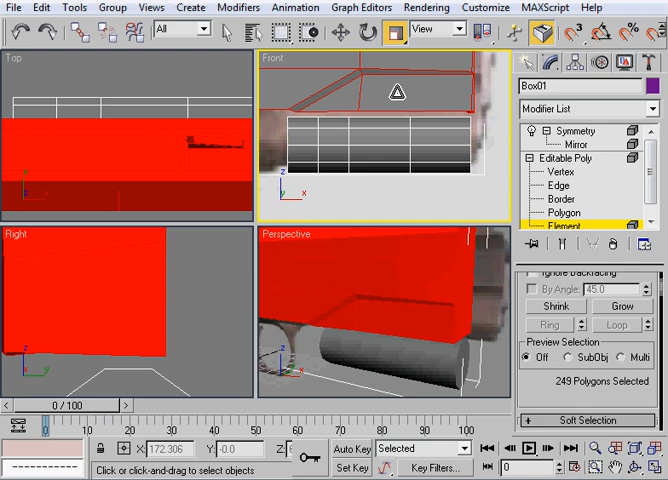 File Edit Tools Group Views Create Modifiers Animation Graph Editors Rendering Customize MAXScript Help
All View
Top
Front
Right
Perspective
Box01
Modifier List
Symmetry
Mirror
Editable Poly
Vertex
Edge
Border
Polygon
Element
Ignore Backfacing
By Angle: 45.0
Shrink Grow
Ring Loop
Preview Selection
Off SubObj Multi
249 Polygons Selected
Soft Selection
0 / 100
0 10 20 30 40 50 60 70 80 90 100
X: 172.306 Y: -0.0 Z:
Auto Key Selected
Click or click-and-drag to select objects
Set Key Key Filters... 0